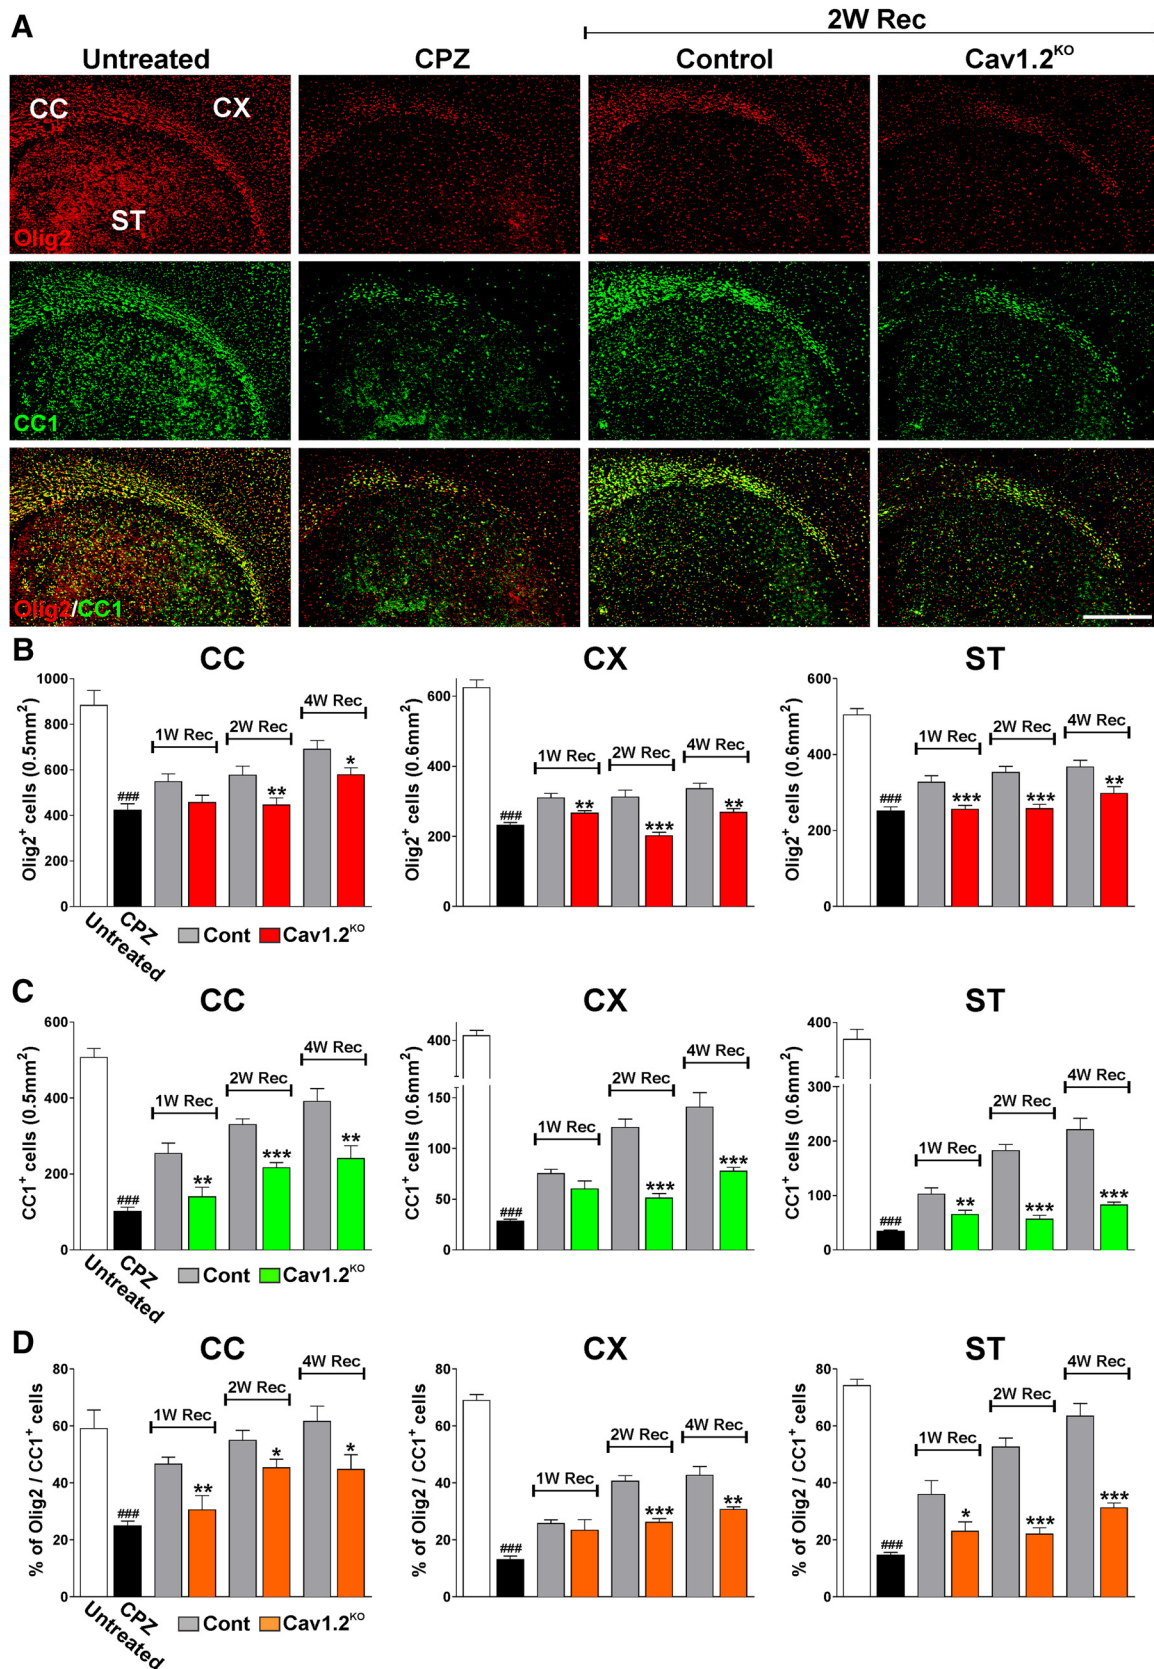 A
2W Rec
Untreated
CPZ
Control
Cav1.2ᴷᴼ
CC
CX
ST
Olig2
CC1
Olig2/CC1
B
CC
CX
ST
Olig2⁺ cells (0.5mm²)
1000
800
600
400
200
0
###
1W Rec
2W Rec
**
4W Rec
*
Untreated
CPZ
Cont
Cav1.2ᴷᴼ
Olig2⁺ cells (0.6mm²)
600
400
200
0
###
1W Rec
**
2W Rec
***
4W Rec
**
Olig2⁺ cells (0.6mm²)
600
400
200
0
###
1W Rec
***
2W Rec
***
4W Rec
**
C
CC
CX
ST
CC1⁺ cells (0.5mm²)
600
400
200
0
###
1W Rec
**
2W Rec
***
4W Rec
**
Untreated
CPZ
Cont
Cav1.2ᴷᴼ
CC1⁺ cells (0.6mm²)
400
150
100
50
0
###
1W Rec
2W Rec
***
4W Rec
***
CC1⁺ cells (0.6mm²)
400
300
200
100
0
###
1W Rec
**
2W Rec
***
4W Rec
***
D
CC
CX
ST
% of Olig2 / CC1⁺ cells
80
60
40
20
0
###
1W Rec
**
2W Rec
*
4W Rec
*
Untreated
CPZ
Cont
Cav1.2ᴷᴼ
% of Olig2 / CC1⁺ cells
80
60
40
20
0
###
1W Rec
2W Rec
***
4W Rec
**
% of Olig2 / CC1⁺ cells
80
60
40
20
0
###
1W Rec
*
2W Rec
***
4W Rec
***